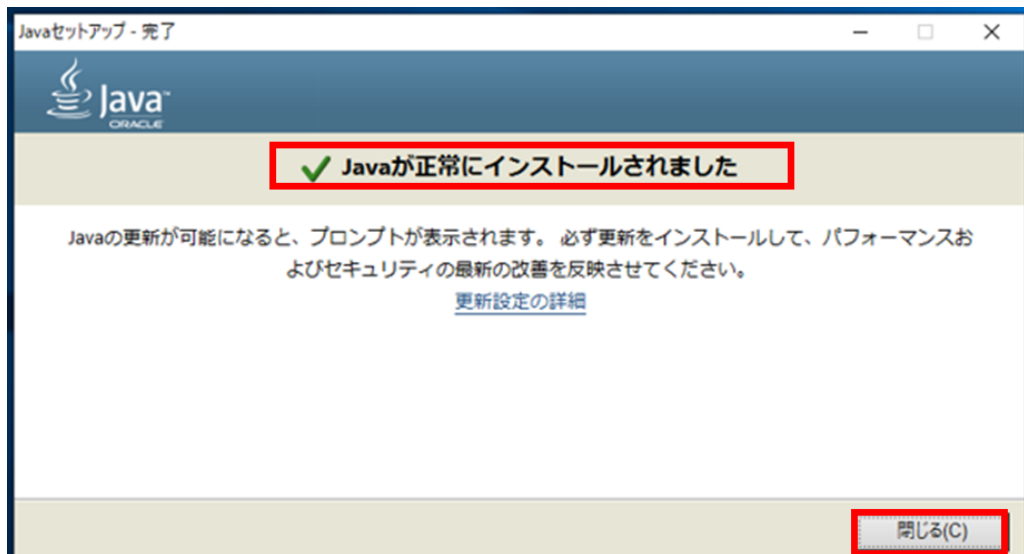 Javaセットアップ - 完了
Java™
ORACLE
Javaが正常にインストールされました
Javaの更新が可能になると、プロンプトが表示されます。 必ず更新をインストールして、パフォーマンスお
よびセキュリティの最新の改善を反映させてください。
更新設定の詳細
閉じる(C)